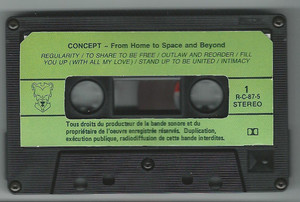 CONCEPT – From Home to Space and Beyond
REGULARITY / TO SHARE TO BE FREE / OUTLAW AND REORDER / FILL
YOU UP (WITH ALL MY LOVE) / STAND UP TO BE UNITED / INTIMACY
1
R-C-87-5
STEREO
Tous droits du producteur de la bande sonore et du
propriétaire de l'oeuvre enregistrée réservés. Duplication,
exécution publique, radiodiffusion de cette bande interdites.